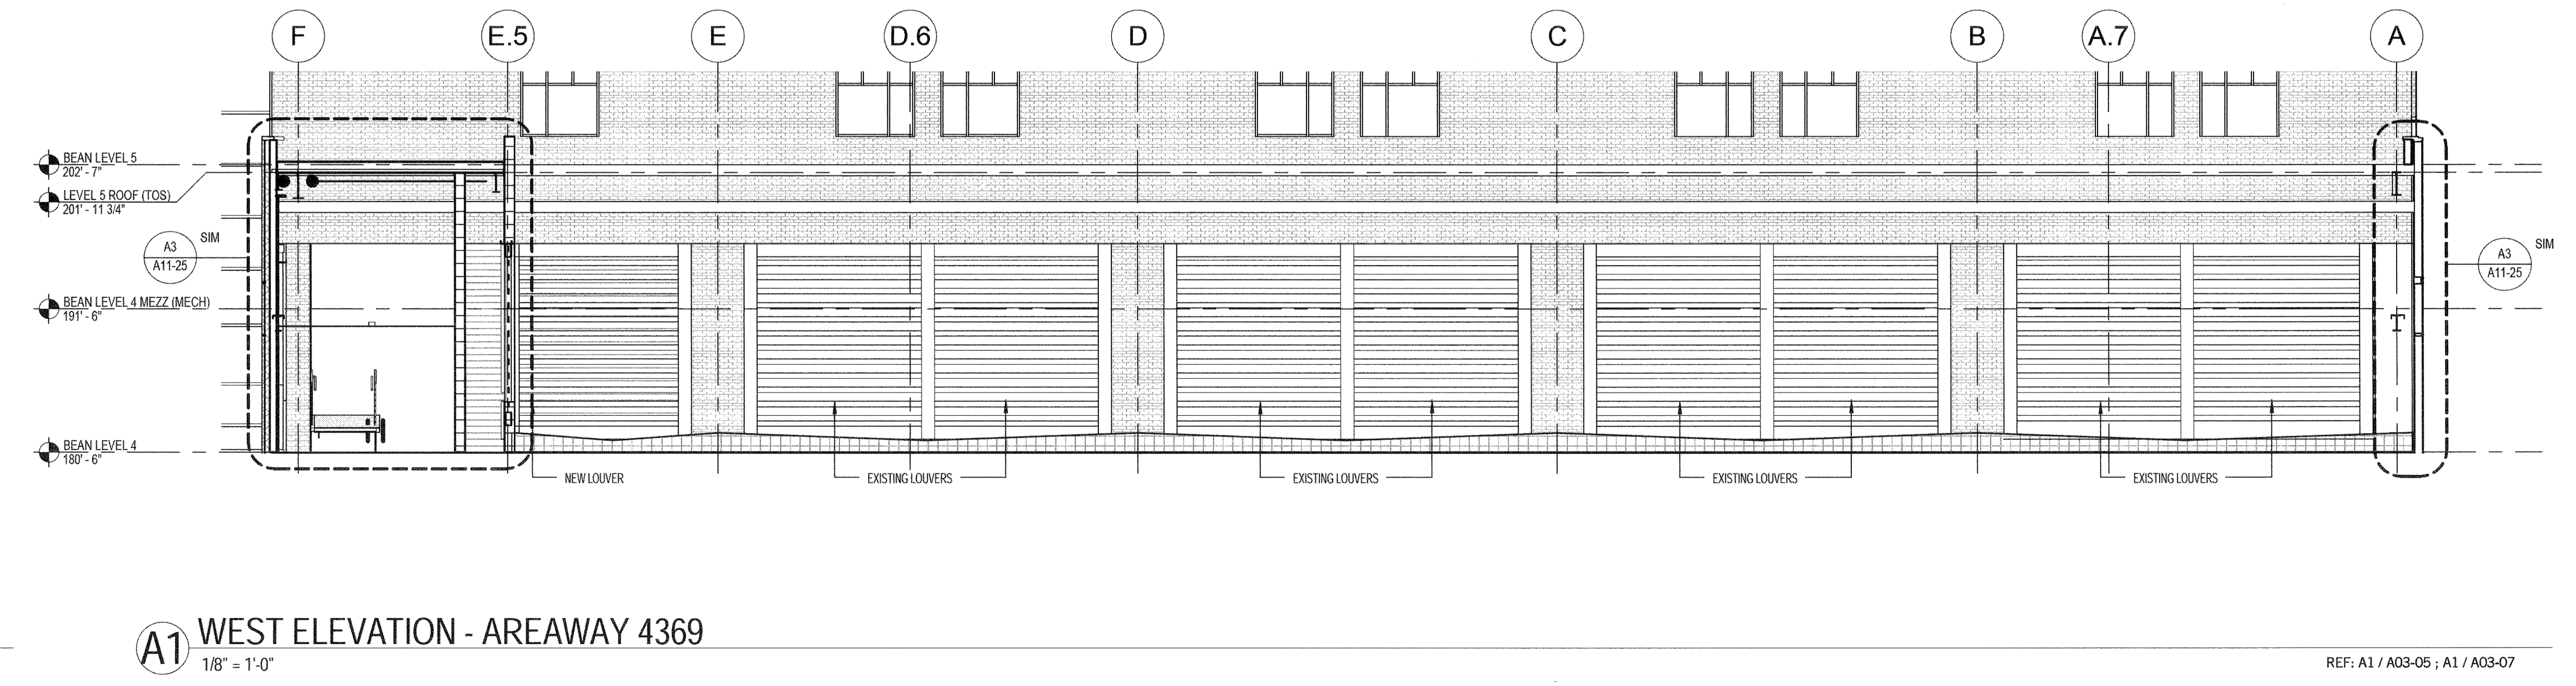 F E.5 E D.6 D C B A.7 A
BEAN LEVEL 5
202' - 7"
LEVEL 5 ROOF (TOS)
201' - 11 3/4"
A3 SIM
A11-25
A3 SIM
A11-25
BEAN LEVEL 4 MEZZ (MECH)
191' - 6"
BEAN LEVEL 4
180' - 6"
NEW LOUVER EXISTING LOUVERS EXISTING LOUVERS EXISTING LOUVERS EXISTING LOUVERS
A1 WEST ELEVATION - AREAWAY 4369
1/8" = 1'-0"
REF: A1 / A03-05 ; A1 / A03-07